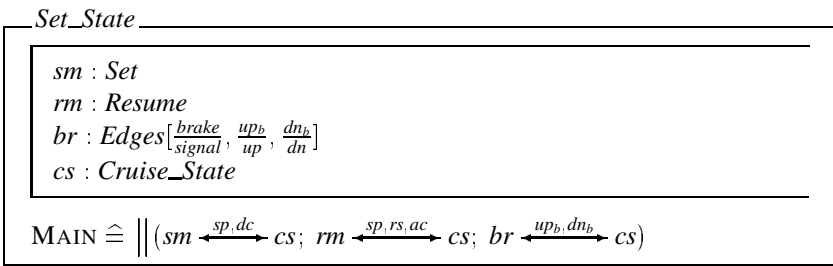 Set_State
sm : Set
rm : Resume
br : Edges[brake/signal, up_b/up, dn_b/dn]
cs : Cruise_State
MAIN ≙ ||(sm ←sp,dc→ cs; rm ←sp,rs,ac→ cs; br ←up_b,dn_b→ cs)